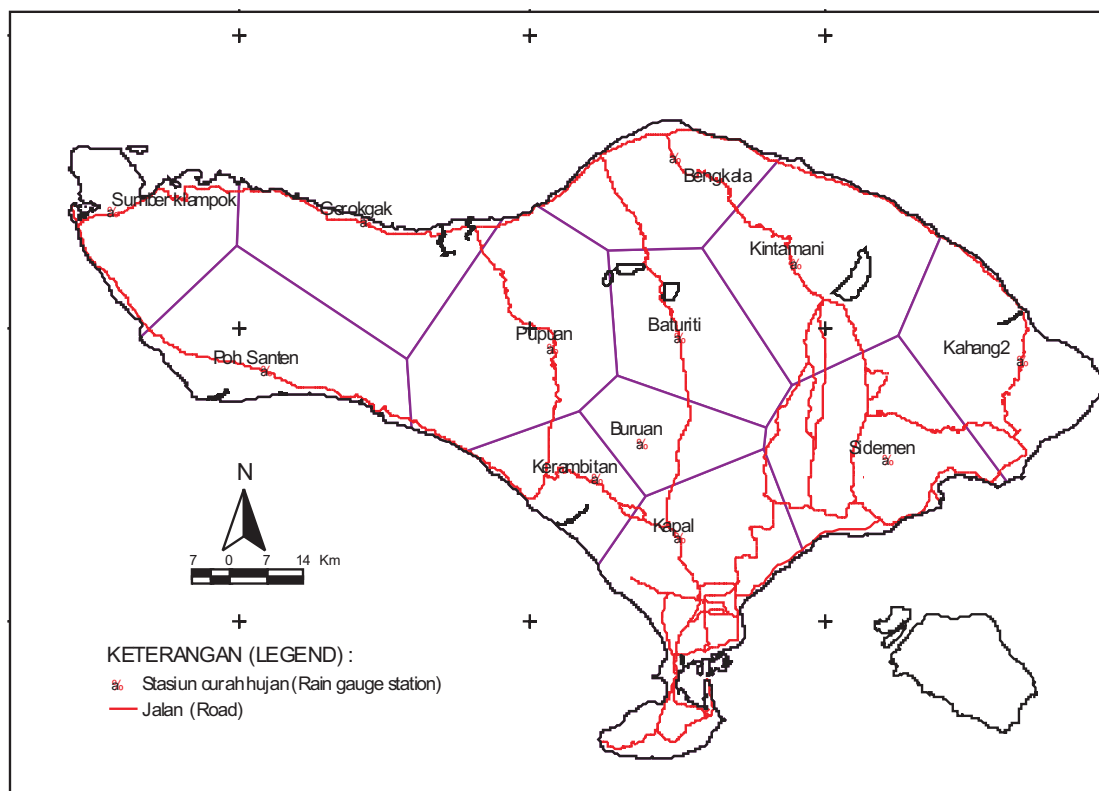 Bengkala
Sumber klampok
Gerokgak
Kintamani
Pupuan
Baturiti
Kahang2
Poh Santen
Buruan
Sidemen
Kerambitan
N
Kapal
7 0 7 14 Km
KETERANGAN (LEGEND) :
Stasiun curah hujan (Rain gauge station)
Jalan (Road)